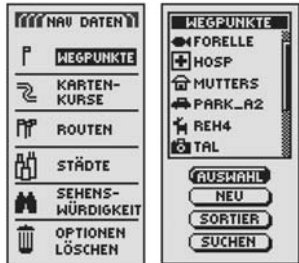 NAV DATEN
WEGPUNKTE
KARTEN-
KURSE
ROUTEN
STÄDTE
SEHENS-
WÜRDIGKEIT
OPTIONEN
LÖSCHEN
WEGPUNKTE
FORELLE
HOSP
MUTTERS
PARK_A2
REH4
TAL
AUSWAHL
NEU
SORTIER
SUCHEN